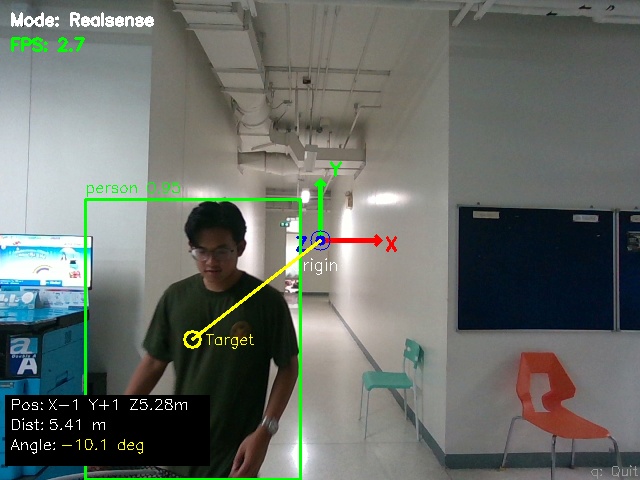 Mode: Realsense
FPS: 2.7
person 0.93
Y
Z
X
rigin
Target
a
A
Double A
Pos: X-1 Y+1 Z5.28m
Dist: 5.41 m
Angle: -10.1 deg
q: Quit